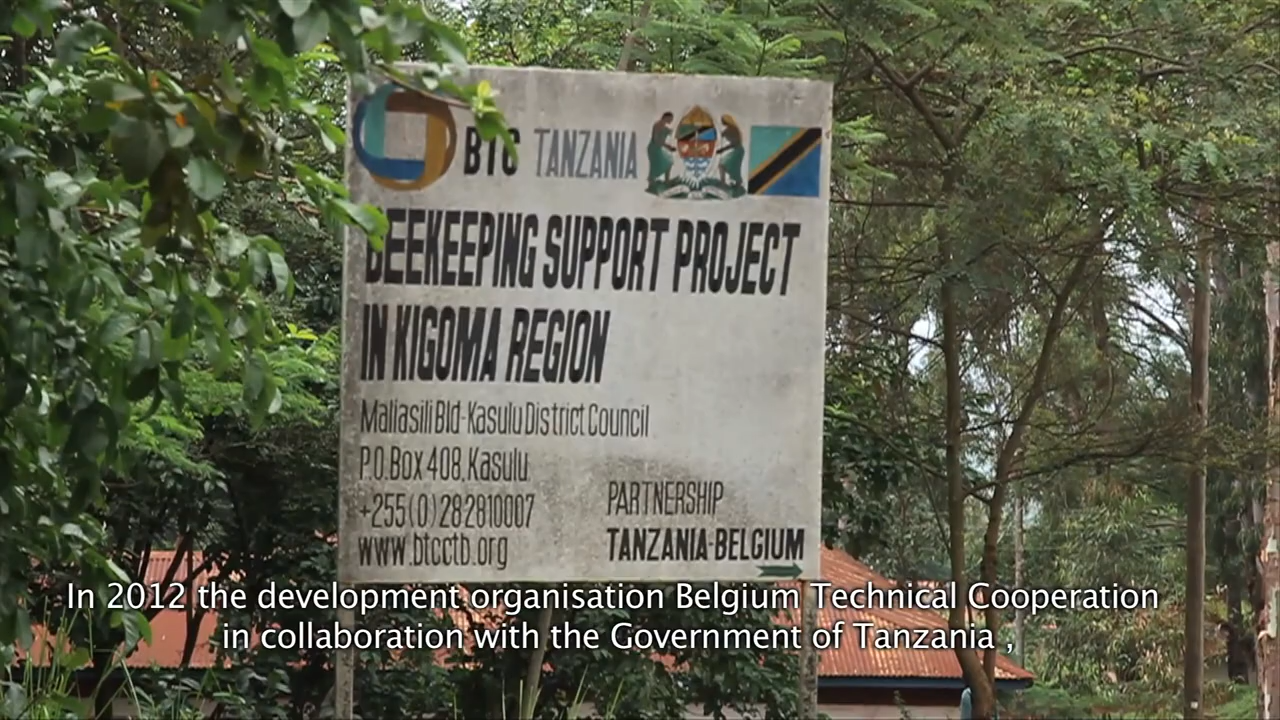 BTC TANZANIA
BEEKEEPING SUPPORT PROJECT
IN KIGOMA REGION
Maliasili Bld-Kasulu District Council
P.O.Box 408,Kasulu
+255(0)282810007
www.btcctb.org
PARTNERSHIP
TANZANIA-BELGIUM
In 2012 the development organisation Belgium Technical Cooperation
in collaboration with the Government of Tanzania ,